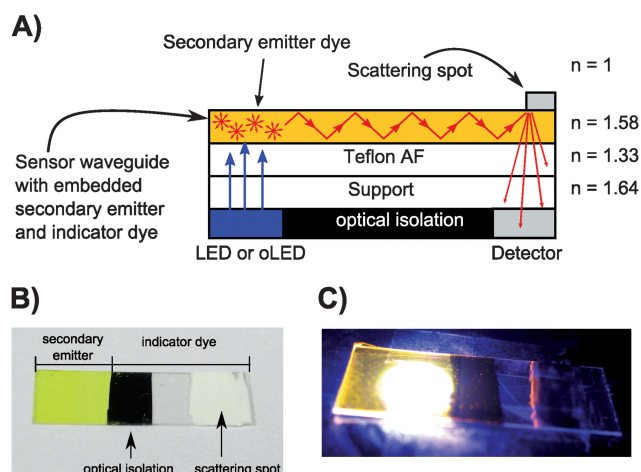 A)
Secondary emitter dye
Scattering spot
n = 1
n = 1.58
Teflon AF
n = 1.33
Sensor waveguide
with embedded
secondary emitter
and indicator dye
Support
n = 1.64
optical isolation
LED or oLED
Detector
B)
C)
secondary
emitter
indicator dye
optical isolation
scattering spot